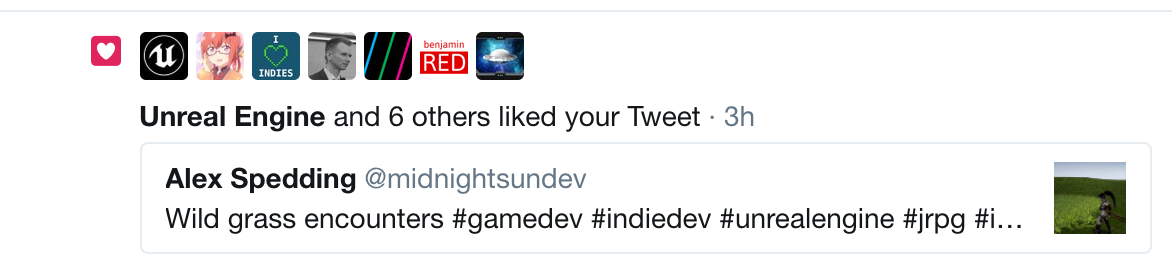 I
INDIES
benjamin
RED
Unreal Engine and 6 others liked your Tweet · 3h
Alex Spedding @midnightsundev
Wild grass encounters #gamedev #indiedev #unrealengine #jrpg #i…